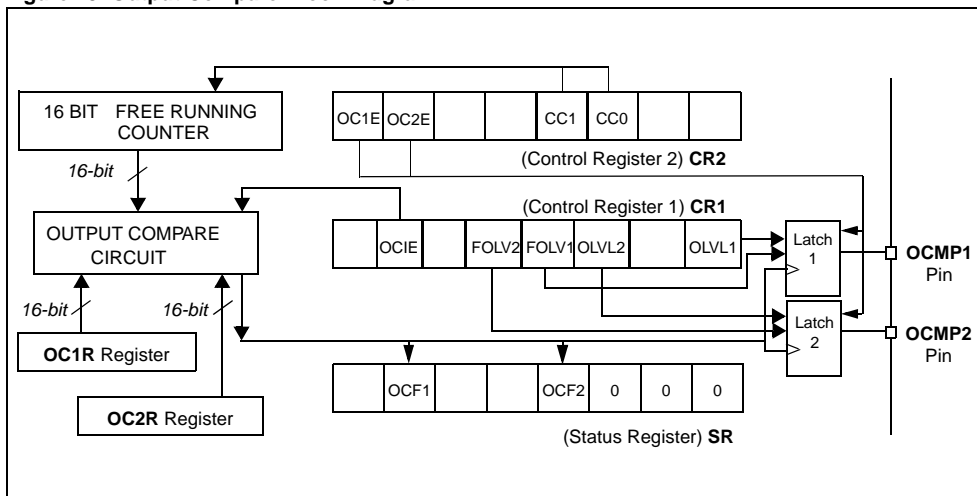 16 BIT FREE RUNNING
COUNTER
16-bit
OC1E OC2E CC1 CC0
(Control Register 2) CR2
(Control Register 1) CR1
OUTPUT COMPARE
CIRCUIT
OCIE FOLV2 FOLV1 OLVL2 OLVL1
Latch
1
OCMP1
Pin
16-bit 16-bit
Latch
2
OCMP2
Pin
OC1R Register
OCF1 OCF2 0 0 0
OC2R Register
(Status Register) SR